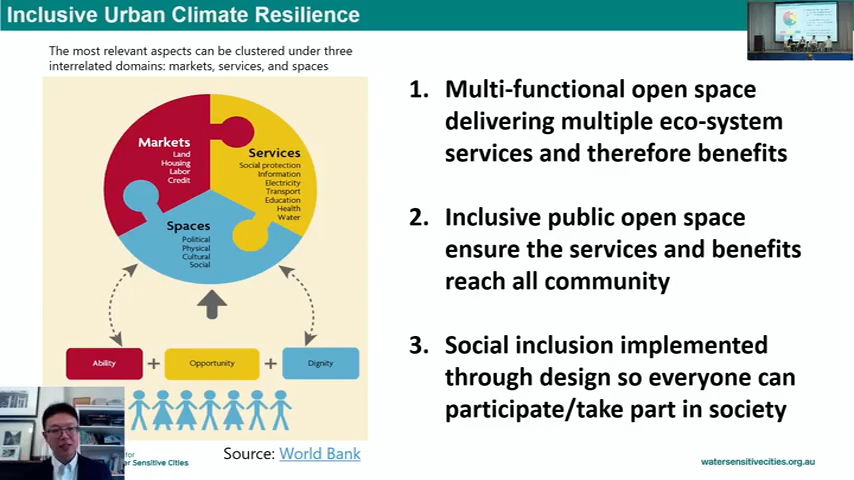 Inclusive Urban Climate Resilience
The most relevant aspects can be clustered under three
interrelated domains: markets, services, and spaces
Markets
Land
Housing
Labor
Credit
Services
Social protection
Information
Electricity
Transport
Education
Health
Water
Spaces
Political
Physical
Cultural
Social
Ability + Opportunity + Dignity
Source: World Bank
1. Multi-functional open space
delivering multiple eco-system
services and therefore benefits
2. Inclusive public open space
ensure the services and benefits
reach all community
3. Social inclusion implemented
through design so everyone can
participate/take part in society
for
r Sensitive Cities
watersensitivecities.org.au